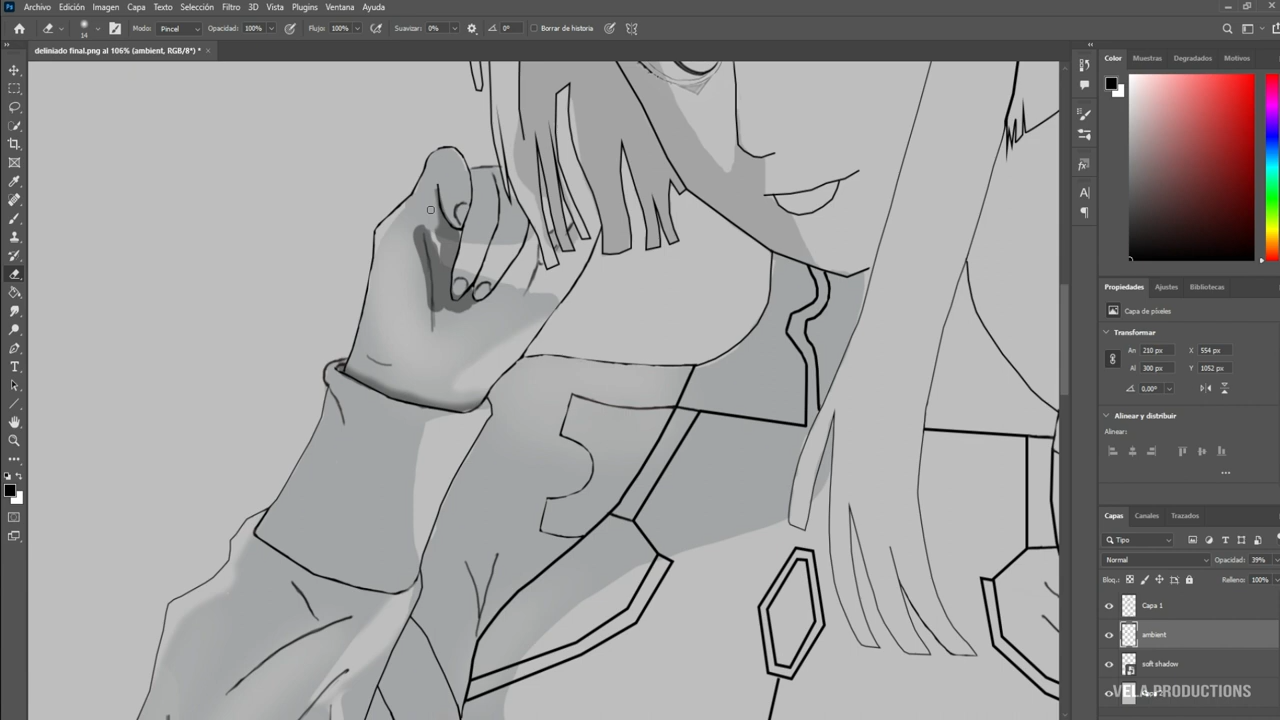 Archivo Edición Imagen Capa Texto Selección Filtro 3D Vista Plugins Ventana Ayuda
14 Modo: Pincel Opacidad: 100% Flujo: 100% Suavizar: 0% 0° Borrar de historia
deliniado final.png al 106% (ambient, RGB/8*) *
Color Muestras Degradados Motivos
Propiedades Ajustes Bibliotecas
Capa de píxeles
Transformar
An 210 px X 554 px
Al 300 px Y 1052 px
0,00°
Alinear y distribuir
Alinear:
Capas Canales Trazados
Tipo
Normal Opacidad: 39%
Bloq.: Relleno: 100%
Capa 1
ambient
soft shadow
VELA PRODUCTIONS